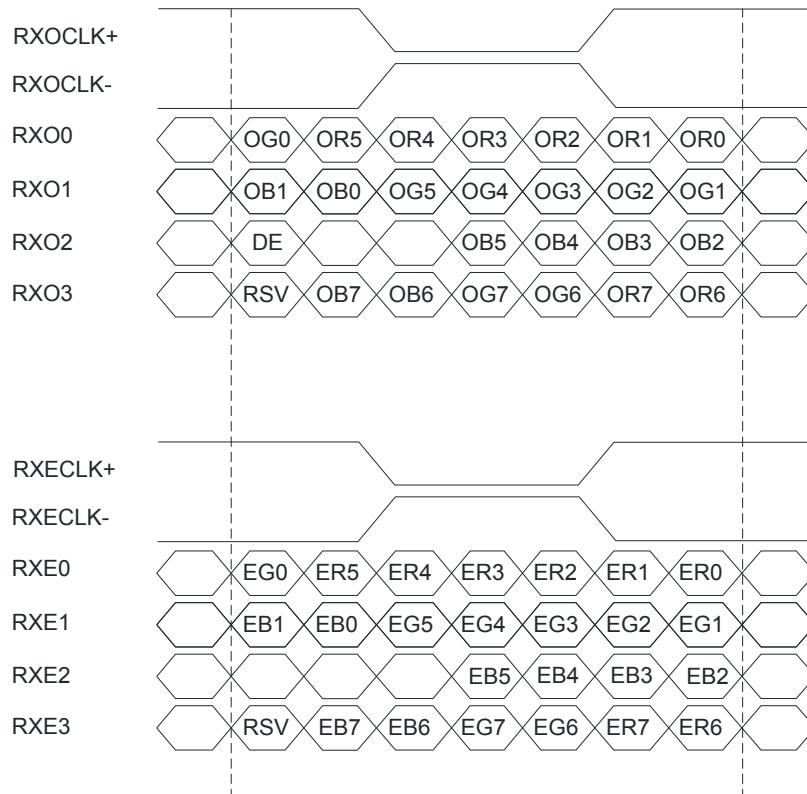 RXOCLK+
RXOCLK-
RXO0 OG0 OR5 OR4 OR3 OR2 OR1 OR0
RXO1 OB1 OB0 OG5 OG4 OG3 OG2 OG1
RXO2 DE OB5 OB4 OB3 OB2
RXO3 RSV OB7 OB6 OG7 OG6 OR7 OR6
RXECLK+
RXECLK-
RXE0 EG0 ER5 ER4 ER3 ER2 ER1 ER0
RXE1 EB1 EB0 EG5 EG4 EG3 EG2 EG1
RXE2 EB5 EB4 EB3 EB2
RXE3 RSV EB7 EB6 EG7 EG6 ER7 ER6